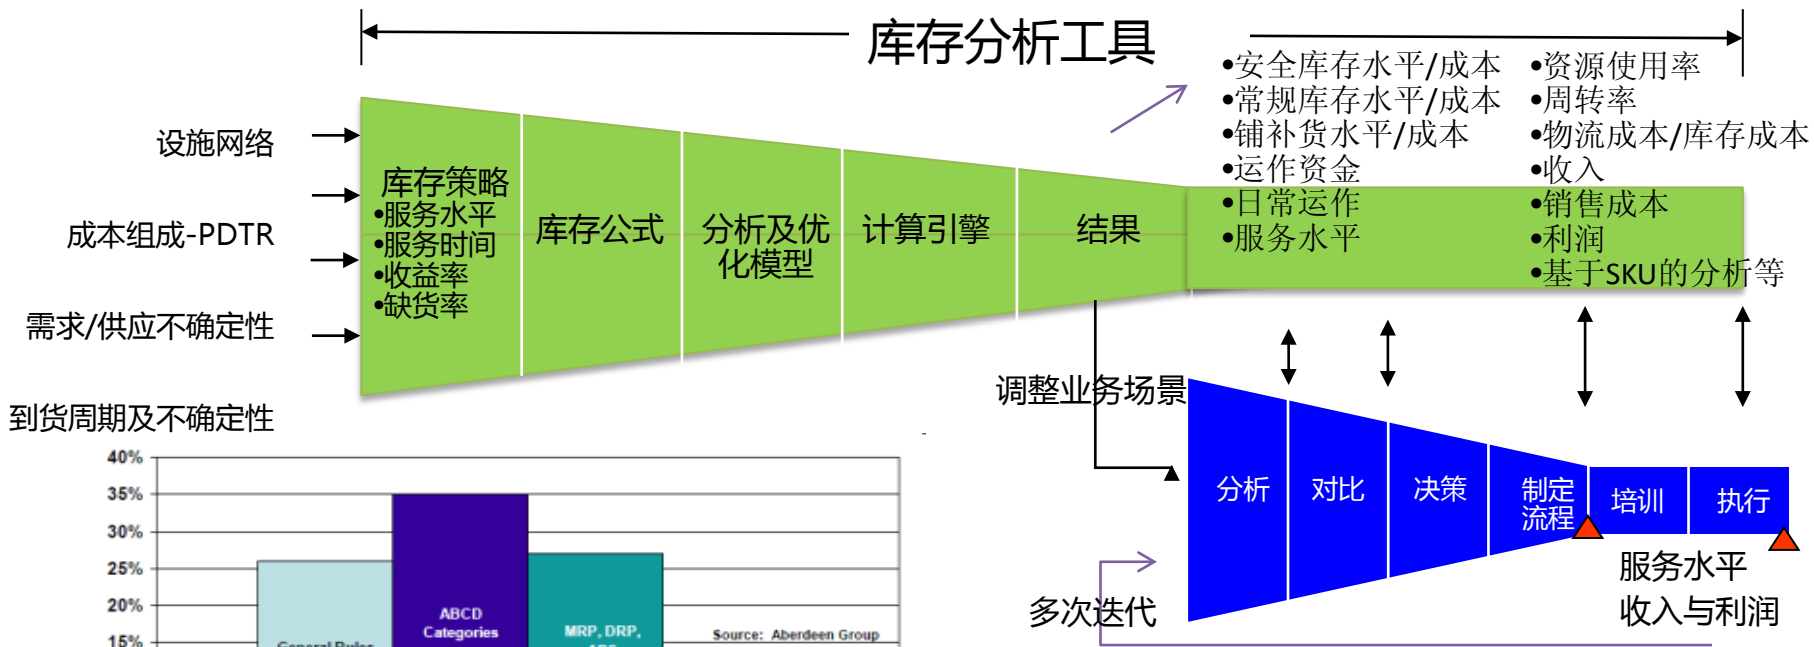 库存分析工具
设施网络
成本组成-PDTR
需求/供应不确定性
到货周期及不确定性
库存策略
•服务水平
•服务时间
•收益率
•缺货率
库存公式
分析及优
化模型
计算引擎
结果
•安全库存水平/成本
•常规库存水平/成本
•铺补货水平/成本
•运作资金
•日常运作
•服务水平
•资源使用率
•周转率
•物流成本/库存成本
•收入
•销售成本
•利润
•基于SKU的分析等
调整业务场景
分析
对比
决策
制定
流程
培训
执行
多次迭代
服务水平
收入与利润
40%
35%
30%
25%
20%
15%
General Rules
ABCD
Categories
MRP, DRP,
Source: Aberdeen Group